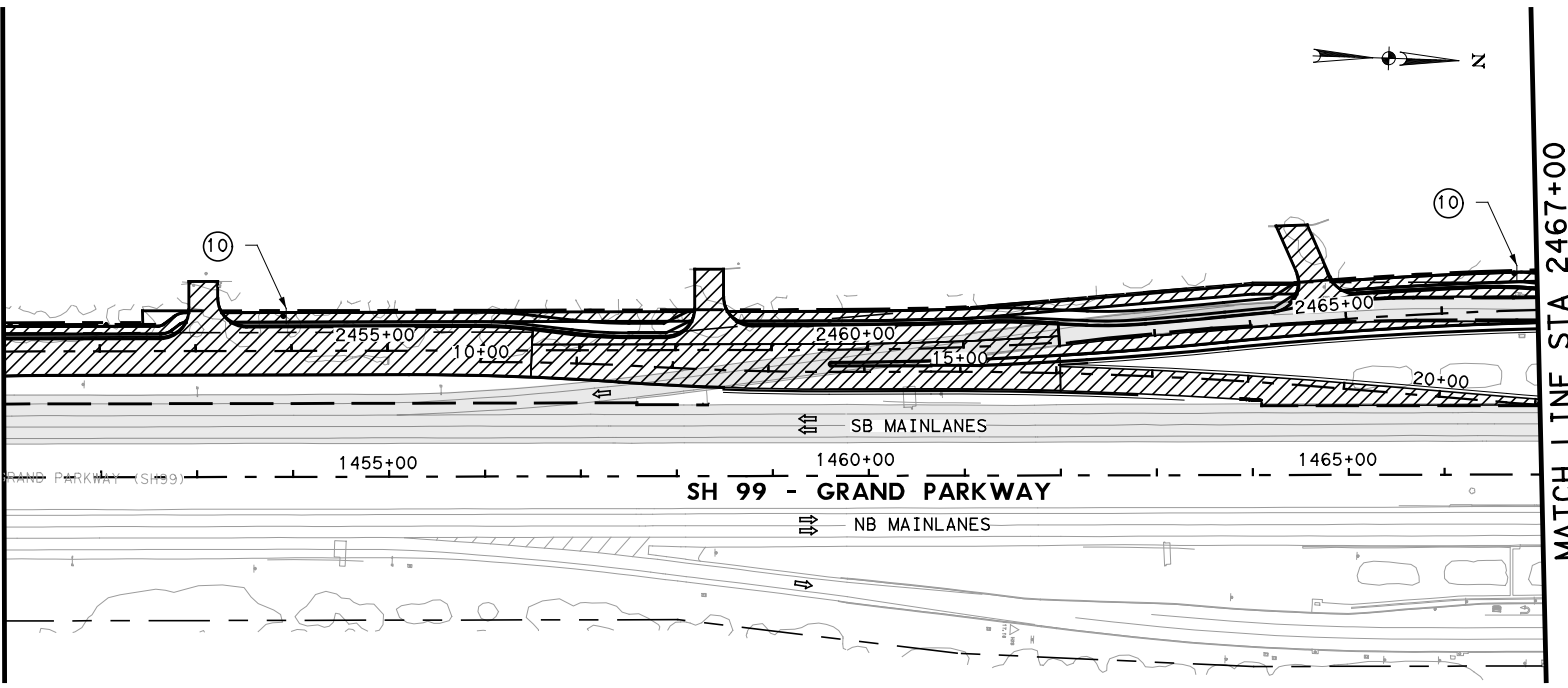 N
10
10
2465+00
2455+00
2460+00
10+00
15+00
20+00
SB MAINLANES
1455+00
1460+00
1465+00
RAND PARKWAY (SH99)
SH 99 - GRAND PARKWAY
NB MAINLANES
MATCH LINE STA 2467+00